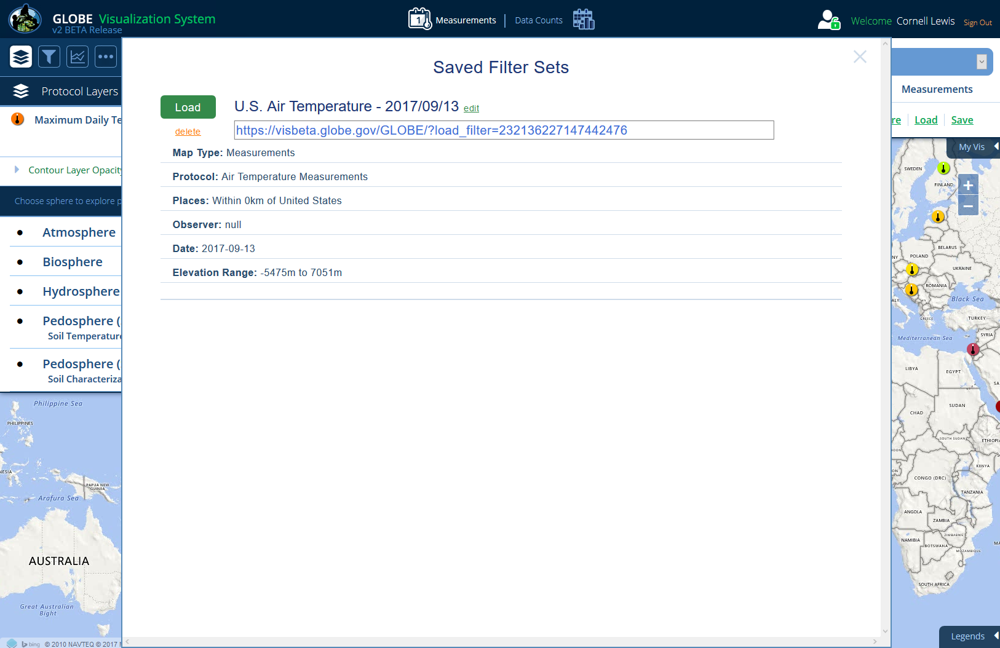 GLOBE Visualization System
v2 BETA Release
1
Measurements
Data Counts
Welcome Cornell Lewis Sign Out
Protocol Layers
Maximum Daily Te
Contour Layer Opacity
Choose sphere to explore p
Atmosphere
Biosphere
Hydrosphere
Pedosphere (
Soil Temperature
Pedosphere (
Soil Characteriza
Saved Filter Sets
Load
U.S. Air Temperature - 2017/09/13 edit
delete
https://visbeta.globe.gov/GLOBE/?load_filter=232136227147442476
Map Type: Measurements
Protocol: Air Temperature Measurements
Places: Within 0km of United States
Observer: null
Date: 2017-09-13
Elevation Range: -5475m to 7051m
Measurements
re
Load
Save
My Vis
SWEDEN
FINLAND
+
−
BELARUS
NY
POLAND
UKRAINE
ROMANIA
ALY
Black Sea
GREECE
TURKEY
Mediterranean Sea
SYRIA
LIBYA
EGYPT
SA
CHAD
SUDAN
SOUTH SUDAN
ETHIOPI
OON
KENYA
ON
CONGO (DRC)
TANZANIA
ANGOLA
ZAMBIA
ZIMBABWE
NAMIBIA
BOTSWANA
MA
MOZAMBIQUE
SOUTH AFRICA
Legends
Philippine Sea
PHILIPPINES
NESIA
PAPUA NEW
GUINEA
Arafura Sea
AUSTRALIA
Great Australian
Bight
bing
© 2010 NAVTEQ © 2017